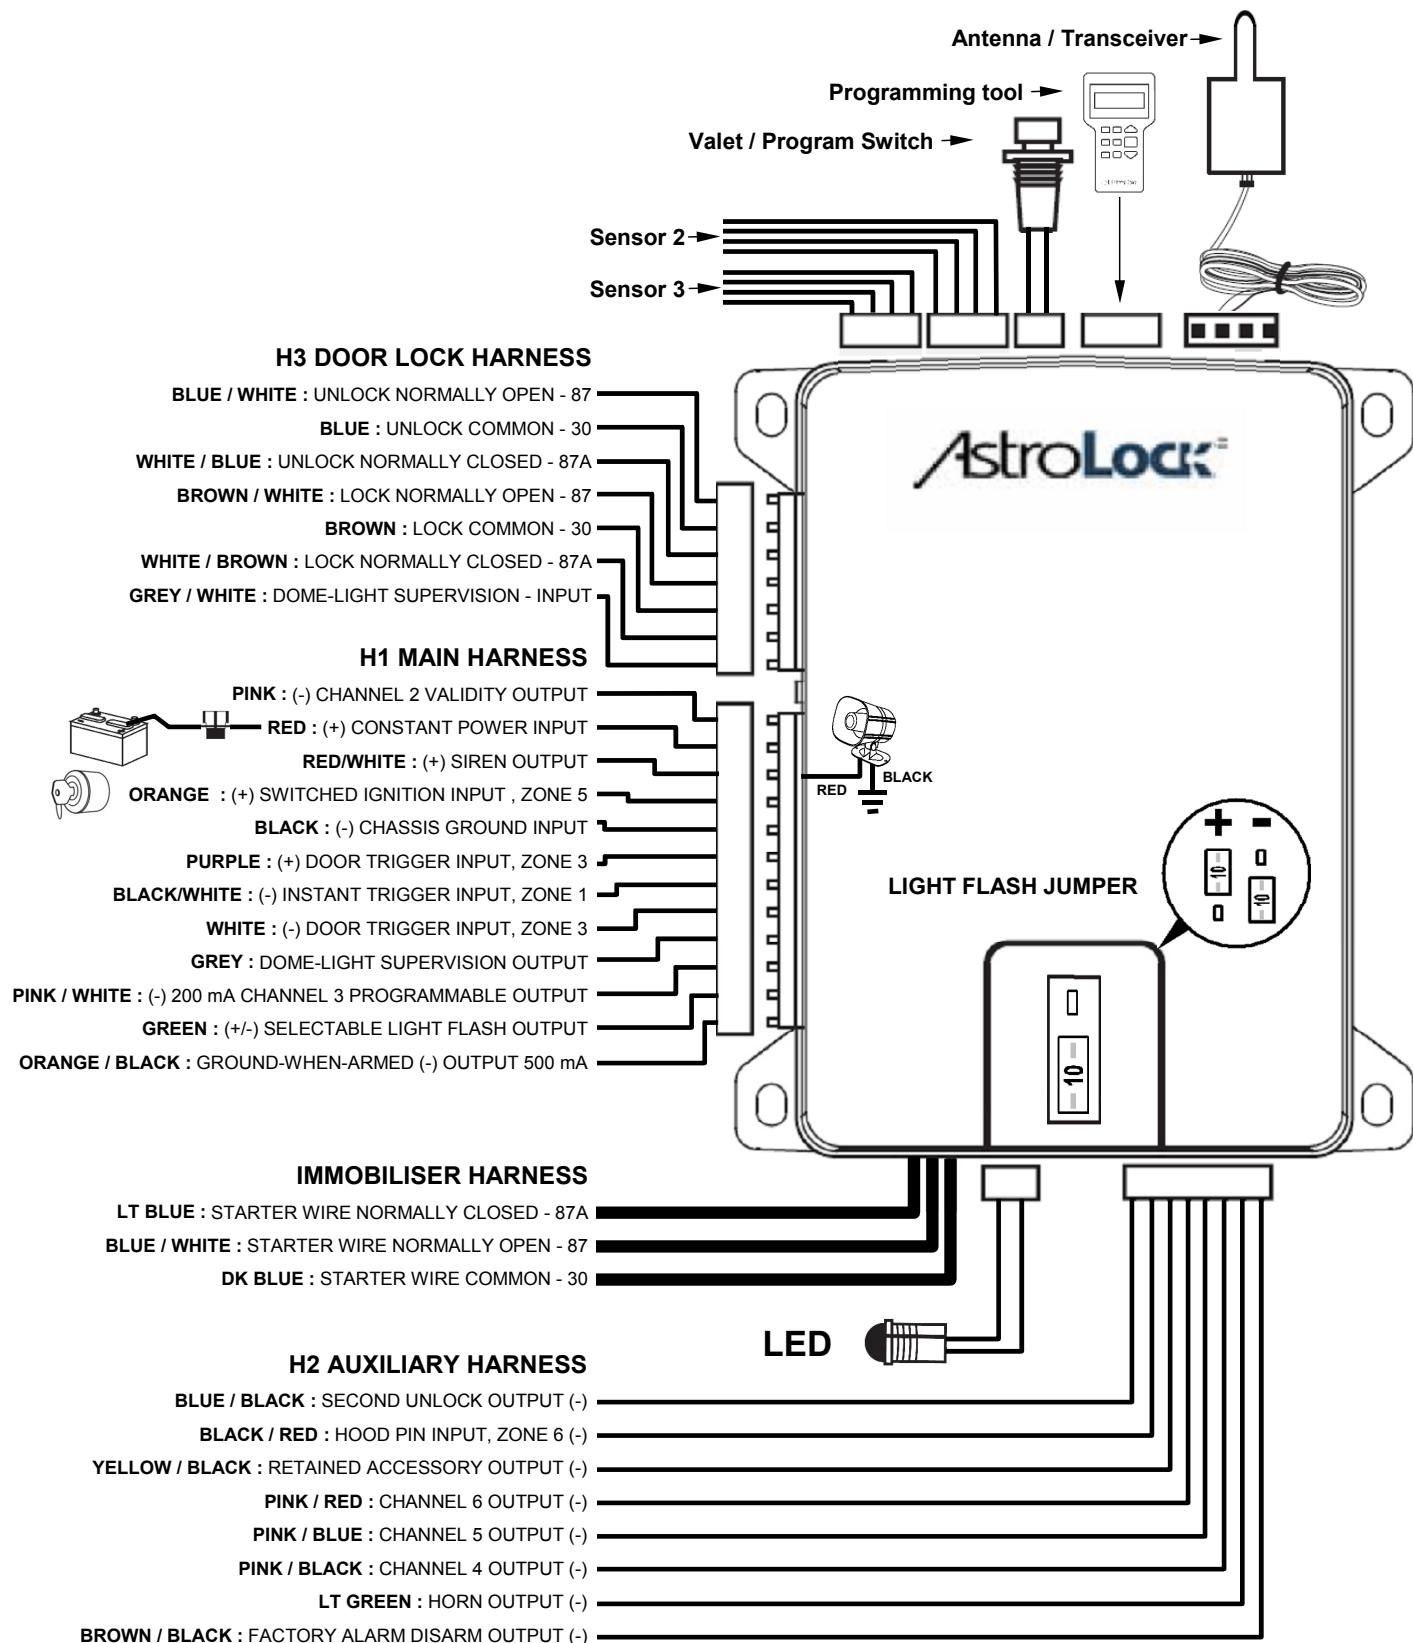 Antenna / Transceiver
Programming tool
Valet / Program Switch
Sensor 2
Sensor 3
H3 DOOR LOCK HARNESS
BLUE / WHITE : UNLOCK NORMALLY OPEN - 87
BLUE : UNLOCK COMMON - 30
WHITE / BLUE : UNLOCK NORMALLY CLOSED - 87A
BROWN / WHITE : LOCK NORMALLY OPEN - 87
BROWN : LOCK COMMON - 30
WHITE / BROWN : LOCK NORMALLY CLOSED - 87A
GREY / WHITE : DOME-LIGHT SUPERVISION - INPUT
AstroLock
H1 MAIN HARNESS
PINK : (-) CHANNEL 2 VALIDITY OUTPUT
RED : (+) CONSTANT POWER INPUT
RED/WHITE : (+) SIREN OUTPUT
ORANGE : (+) SWITCHED IGNITION INPUT , ZONE 5
BLACK : (-) CHASSIS GROUND INPUT
PURPLE : (+) DOOR TRIGGER INPUT, ZONE 3
BLACK/WHITE : (-) INSTANT TRIGGER INPUT, ZONE 1
WHITE : (-) DOOR TRIGGER INPUT, ZONE 3
GREY : DOME-LIGHT SUPERVISION OUTPUT
PINK / WHITE : (-) 200 mA CHANNEL 3 PROGRAMMABLE OUTPUT
GREEN : (+/-) SELECTABLE LIGHT FLASH OUTPUT
ORANGE / BLACK : GROUND-WHEN-ARMED (-) OUTPUT 500 mA
RED
BLACK
+ -
10
10
LIGHT FLASH JUMPER
10
IMMOBILISER HARNESS
LT BLUE : STARTER WIRE NORMALLY CLOSED - 87A
BLUE / WHITE : STARTER WIRE NORMALLY OPEN - 87
DK BLUE : STARTER WIRE COMMON - 30
LED
H2 AUXILIARY HARNESS
BLUE / BLACK : SECOND UNLOCK OUTPUT (-)
BLACK / RED : HOOD PIN INPUT, ZONE 6 (-)
YELLOW / BLACK : RETAINED ACCESSORY OUTPUT (-)
PINK / RED : CHANNEL 6 OUTPUT (-)
PINK / BLUE : CHANNEL 5 OUTPUT (-)
PINK / BLACK : CHANNEL 4 OUTPUT (-)
LT GREEN : HORN OUTPUT (-)
BROWN / BLACK : FACTORY ALARM DISARM OUTPUT (-)